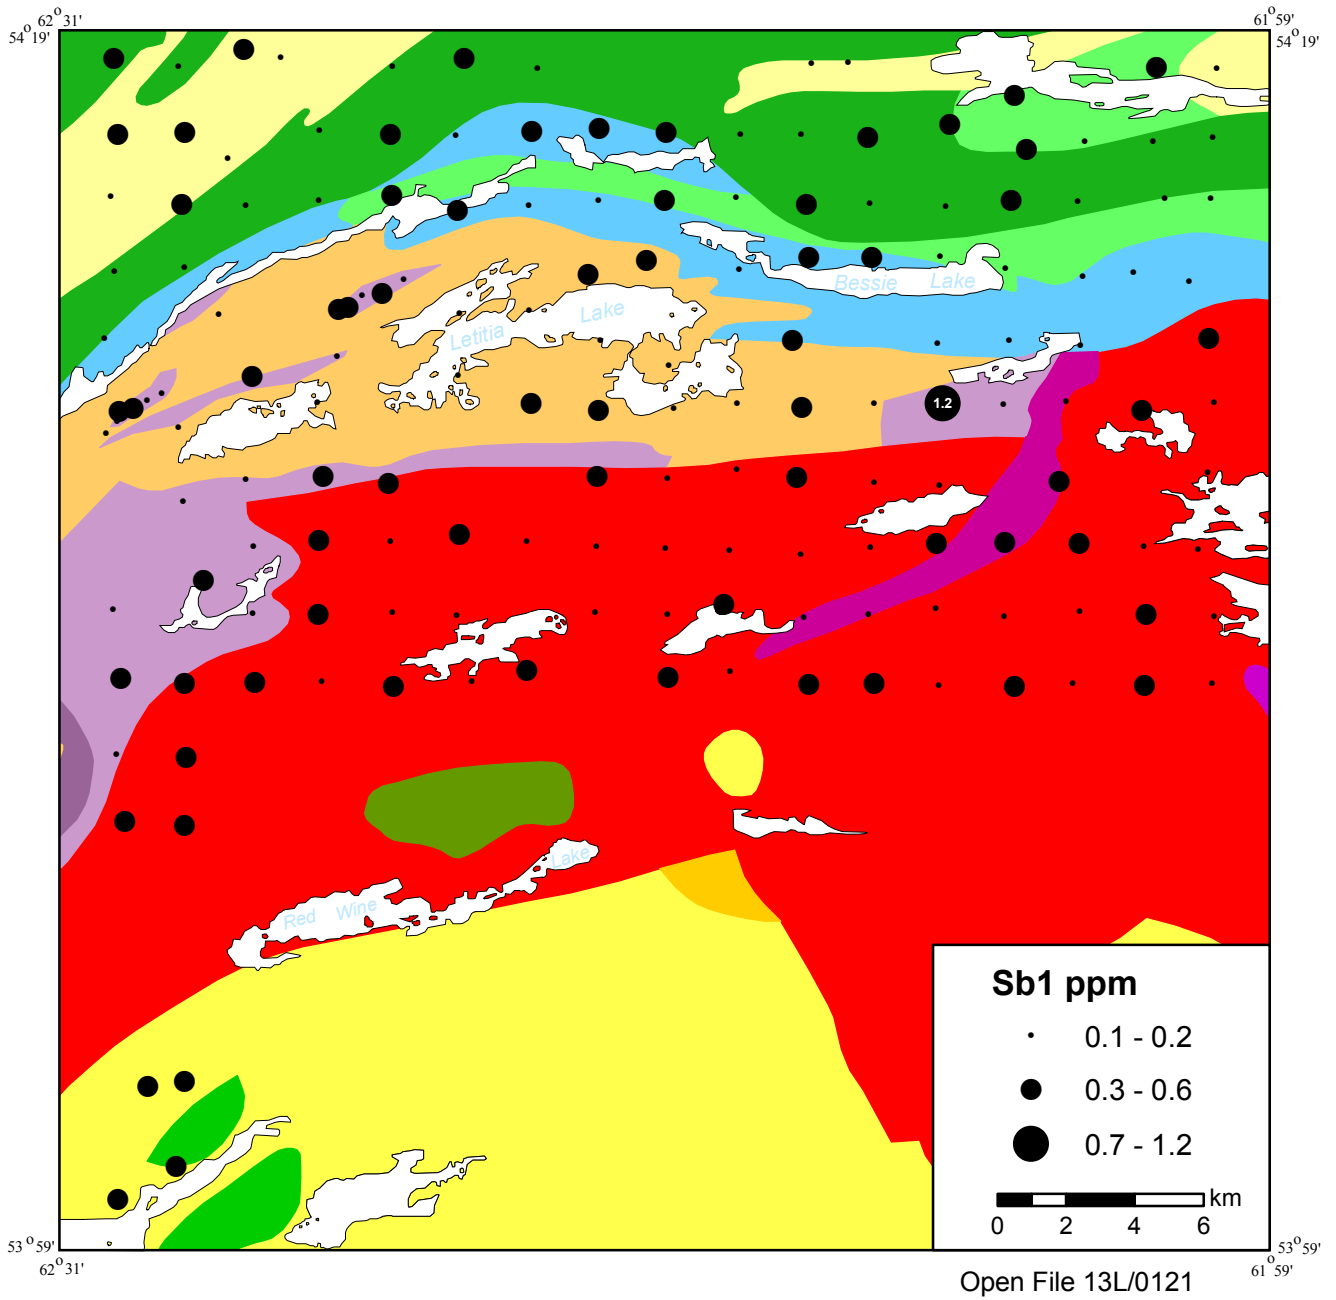 62° 31'
61° 59'
54° 19'
54° 19'
Bessie Lake
Letitia Lake
1.2
Lake
Red Wine
Sb1 ppm
0.1 - 0.2
0.3 - 0.6
0.7 - 1.2
km
0 2 4 6
53° 59'
53° 59'
62° 31'
61° 59'
Open File 13L/0121